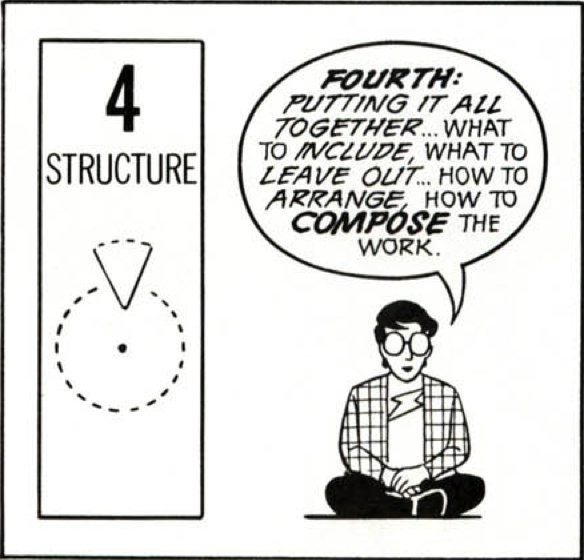 4
STRUCTURE
FOURTH:
PUTTING IT ALL
TOGETHER... WHAT
TO INCLUDE, WHAT TO
LEAVE OUT... HOW TO
ARRANGE, HOW TO
COMPOSE THE
WORK.